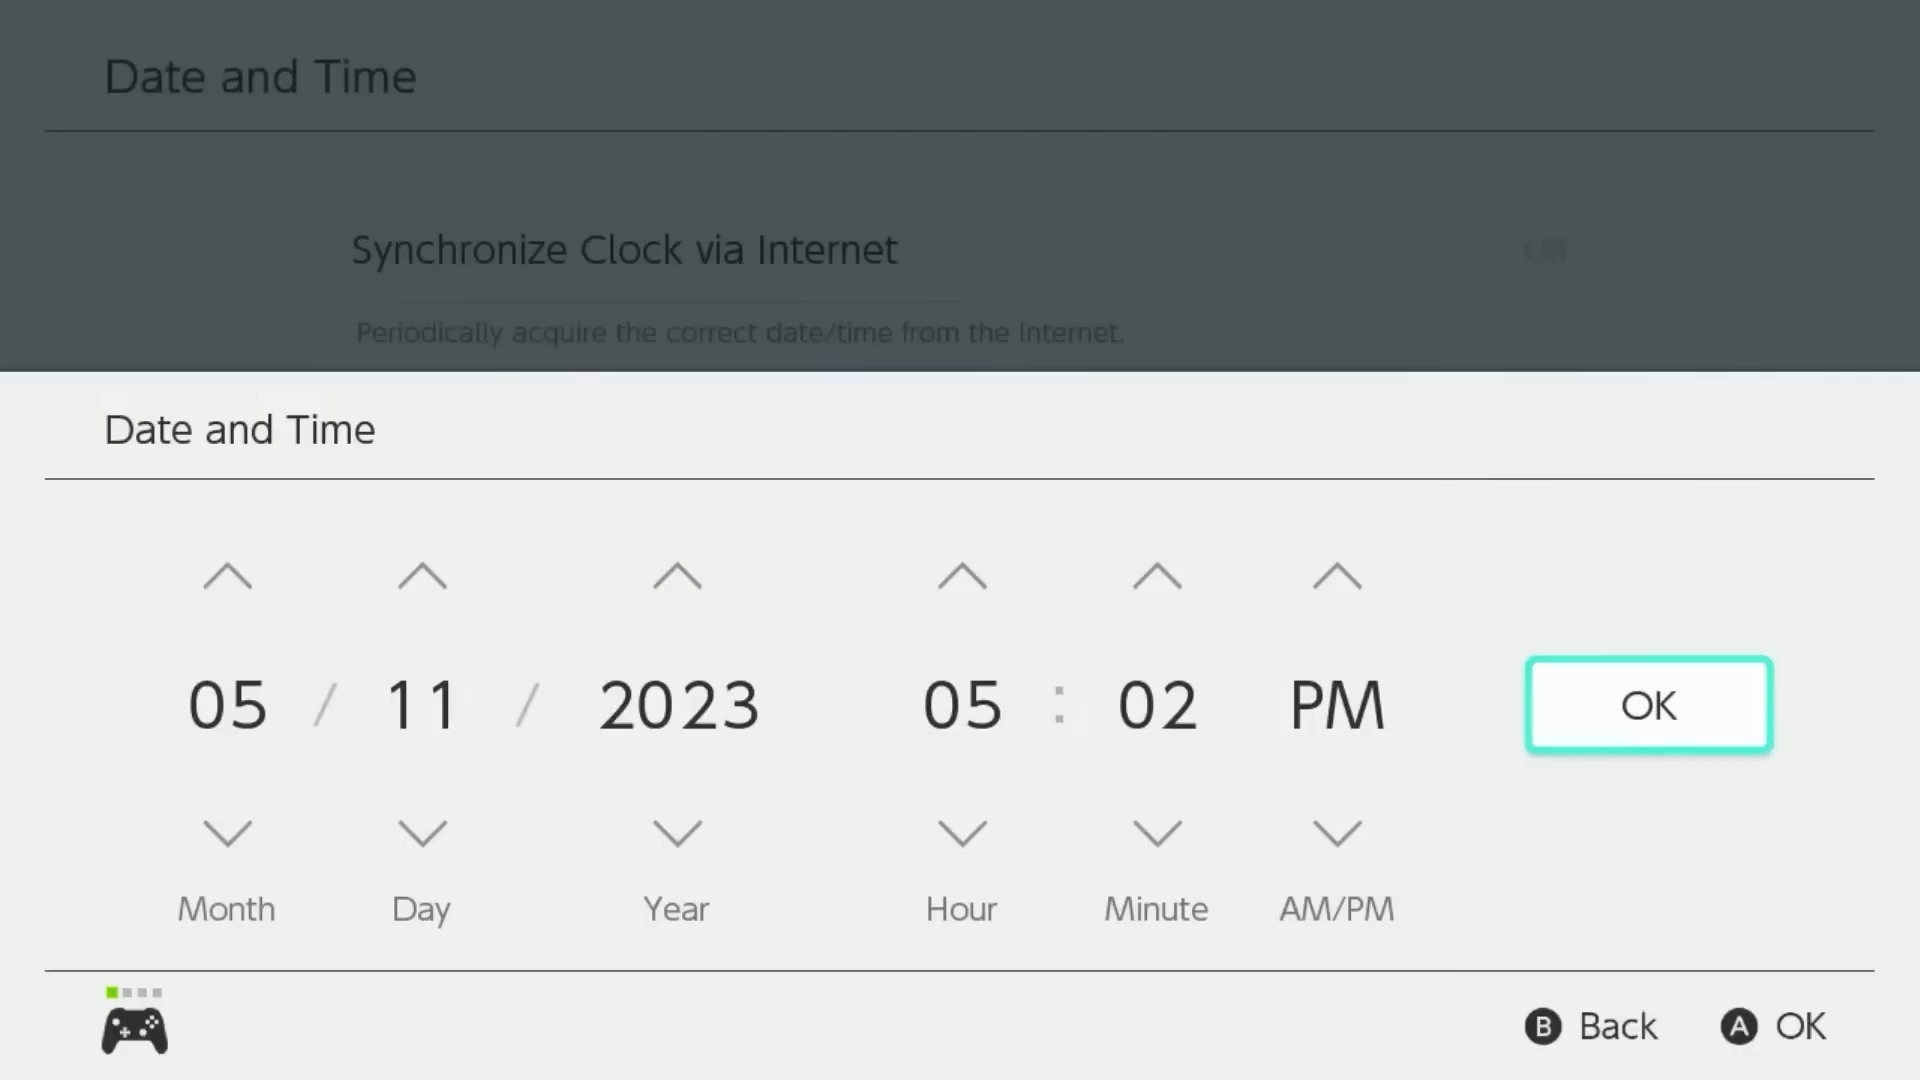 Date and Time
Synchronize Clock via Internet Off
Periodically acquire the correct date/time from the Internet.
Date and Time
05 / 11 / 2023 05 : 02 PM OK
Month Day Year Hour Minute AM/PM
B Back A OK